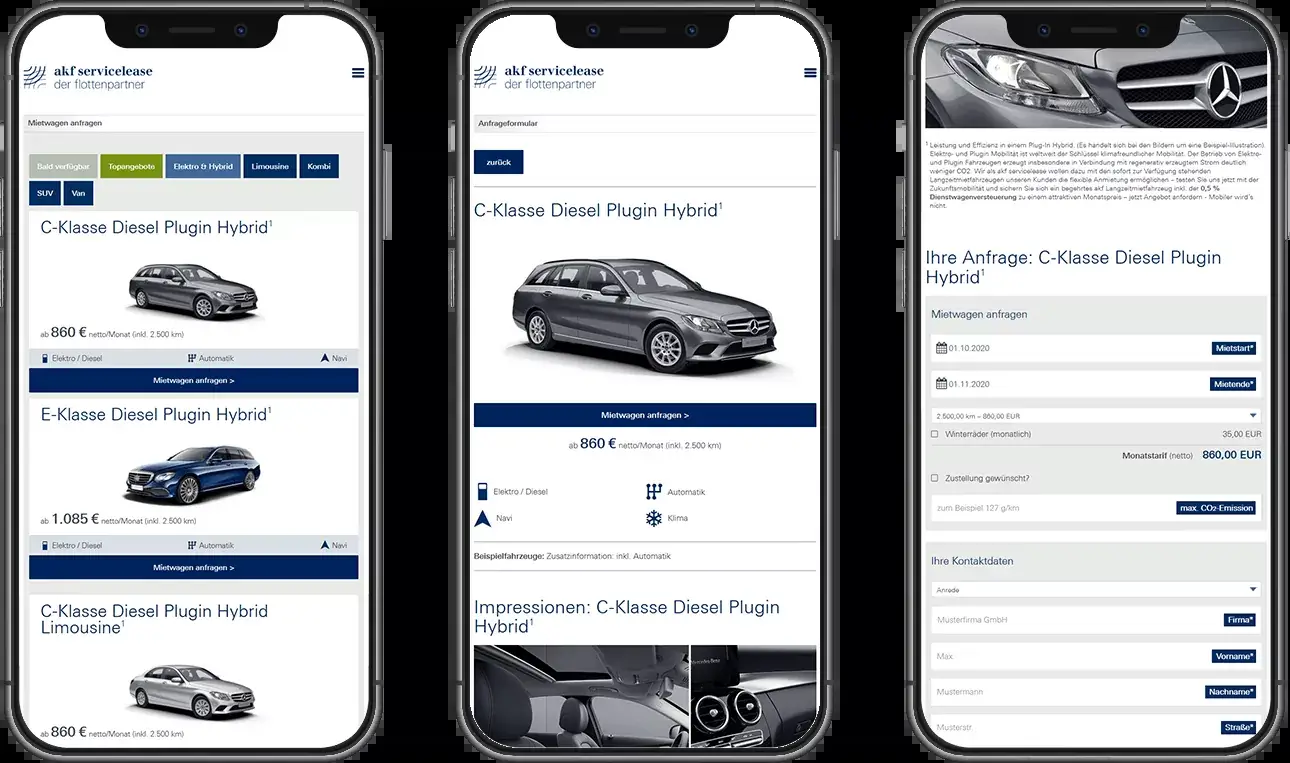 akf servicelease
der flottenpartner
Mietwagen anfragen
Bald verfügbar Topangebote Elektro & Hybrid Limousine Kombi
SUV Van
C-Klasse Diesel Plugin Hybrid¹
ab 860 € netto/Monat (inkl. 2.500 km)
Elektro / Diesel Automatik Navi
Mietwagen anfragen >
E-Klasse Diesel Plugin Hybrid¹
ab 1.085 € netto/Monat (inkl. 2.500 km)
Elektro / Diesel Automatik Navi
Mietwagen anfragen >
C-Klasse Diesel Plugin Hybrid
Limousine¹
ab 860 € netto/Monat (inkl. 2.500 km)
akf servicelease
der flottenpartner
Anfrageformular
zurück
C-Klasse Diesel Plugin Hybrid¹
Mietwagen anfragen >
ab 860 € netto/Monat (inkl. 2.500 km)
Elektro / Diesel Automatik
Navi Klima
Beispielfahrzeuge: Zusatzinformation: inkl. Automatik
Impressionen: C-Klasse Diesel Plugin
Hybrid¹
Mercedes-Benz
¹ Leistung und Effizienz in einem Plug-In Hybrid. (Es handelt sich bei den Bildern um eine Beispiel-Illustration).
Elektro- und Plugin Mobilität ist weltweit der Schlüssel klimafreundlicher Mobilität. Der Betrieb von Elektro-
und Plugin Fahrzeugen erzeugt insbesondere in Verbindung mit regenerativ erzeugtem Strom deutlich
weniger CO2. Wir als akf servicelease wollen dazu mit den sofort zur Verfügung stehenden
Langzeitmietfahrzeugen unseren Kunden die flexible Anmietung ermöglichen – testen Sie uns jetzt mit der
Zukunftsmobilität und sichern Sie sich ein begehrtes akf Langzeitmietfahrzeug inkl. der 0,5 %
Dienstwagenversteuerung zu einem attraktiven Monatspreis – jetzt Angebot anfordern - Mobiler wird's
nicht.
Ihre Anfrage: C-Klasse Diesel Plugin
Hybrid¹
Mietwagen anfragen
01.10.2020 Mietstart*
01.11.2020 Mietende*
2.500,00 km – 860,00 EUR
Winterräder (monatlich) 35,00 EUR
Monatstarif (netto) 860,00 EUR
Zustellung gewünscht?
zum Beispiel 127 g/km max. CO₂-Emission
Ihre Kontaktdaten
Anrede
Musterfirma GmbH Firma*
Max Vorname*
Mustermann Nachname*
Musterstr. Straße*